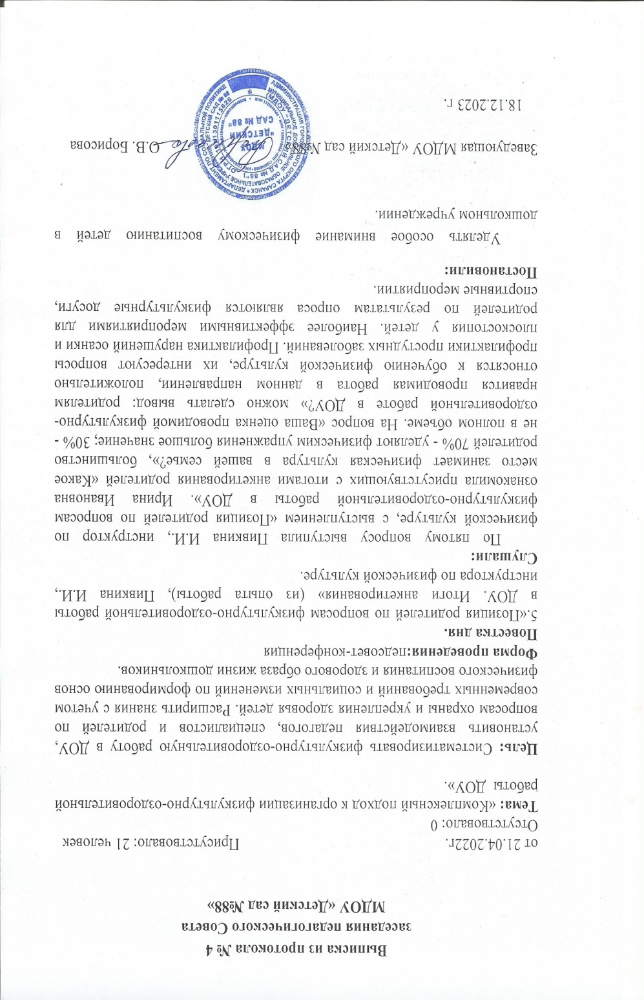 Выписка из протокола № 4
заседания педагогического Совета
МДОУ «Детский сад №88»
от 21.04.2022г. Присутствовало: 21 человек
Отсутствовало: 0
Тема: «Комплексный подход к организации физкультурно-оздоровительной
работы ДОУ».
Цель: Систематизировать физкультурно-оздоровительную работу в ДОУ,
установить взаимодействия педагогов, специалистов и родителей по
вопросам охраны и укрепления здоровья детей. Расширить знания с учетом
современных требований и социальных изменений по формированию основ
физического воспитания и здорового образа жизни дошкольников.
Форма проведения:педсовет-конференция
Повестка дня.
5.«Позиция родителей по вопросам физкультурно-оздоровительной работы
в ДОУ. Итоги анкетирования» (из опыта работы), Пивкина И.И.,
инструктора по физической культуре.
Слушали:
По пятому вопросу выступила Пивкина И.И., инструктор по
физической культуре, с выступлением «Позиция родителей по вопросам
физкультурно-оздоровительной работы в ДОУ». Ирина Ивановна
ознакомила присутствующих с итогами анкетирования родителей «Какое
место занимает физическая культура в вашей семье?», большинство
родителей 70% - уделяют физическим упражнения большое значение; 30% -
не в полном объеме. На вопрос «Ваша оценка проводимой физкультурно-
оздоровительной работе в ДОУ?» можно сделать вывод: родителям
нравится проводимая работа в данном направлении, положительно
относятся к обучению физической культуре, их интересуют вопросы
профилактики простудных заболеваний. Профилактика нарушений осанки и
плоскостопия у детей. Наиболее эффективными мероприятиями для
родителей по результатам опроса являются физкультурные досуги,
спортивные мероприятии.
Постановили:
Уделять особое внимание физическому воспитанию детей в
дошкольном учреждении.
Заведующая МДОУ «Детский сад №88» О.В. Борисова
18.12.2023 г.
МДОУ
"ДЕТСКИЙ
САД № 88"